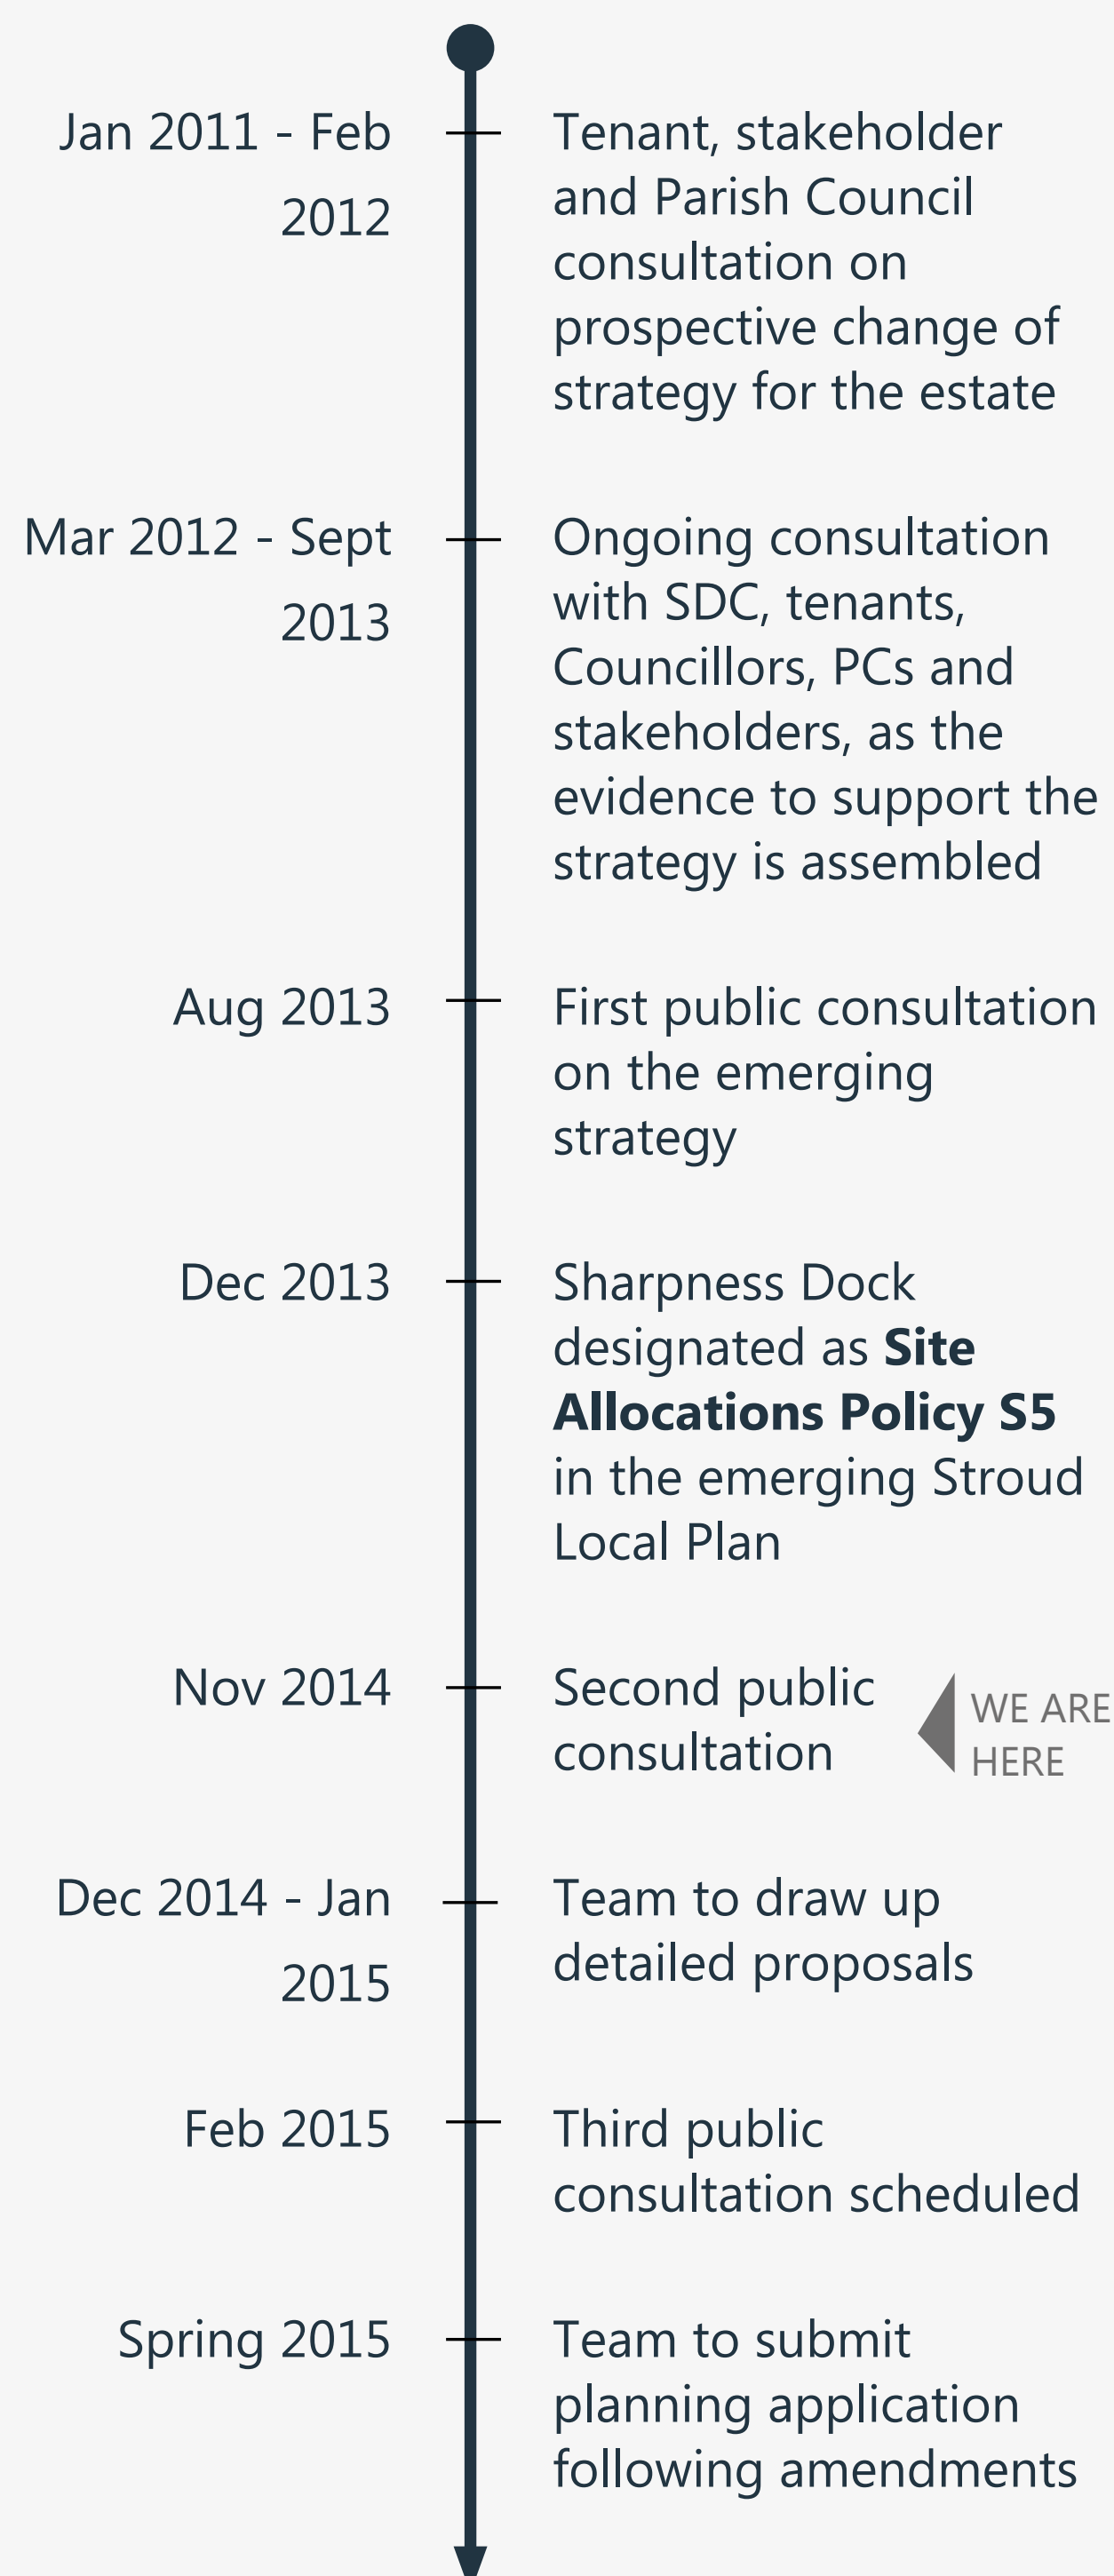 Jan 2011 - Feb
2012
Tenant, stakeholder
and Parish Council
consultation on
prospective change of
strategy for the estate
Mar 2012 - Sept
2013
Ongoing consultation
with SDC, tenants,
Councillors, PCs and
stakeholders, as the
evidence to support the
strategy is assembled
Aug 2013
First public consultation
on the emerging
strategy
Dec 2013
Sharpness Dock
designated as Site
Allocations Policy S5
in the emerging Stroud
Local Plan
Nov 2014
Second public
consultation
WE ARE
HERE
Dec 2014 - Jan
2015
Team to draw up
detailed proposals
Feb 2015
Third public
consultation scheduled
Spring 2015
Team to submit
planning application
following amendments